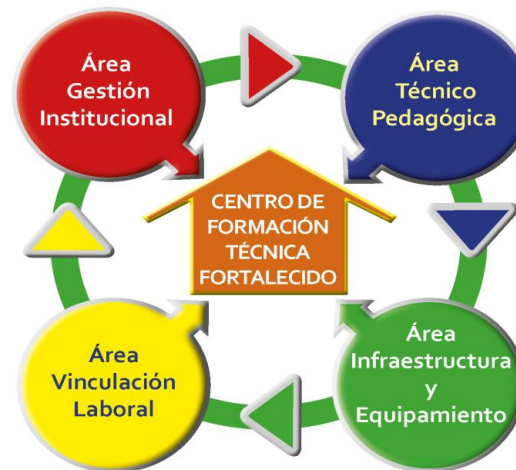 Área
Gestión
Institucional
Área
Técnico
Pedagógica
CENTRO DE
FORMACIÓN
TÉCNICA
FORTALECIDO
Área
Vinculación
Laboral
Área
Infraestructura
y
Equipamiento